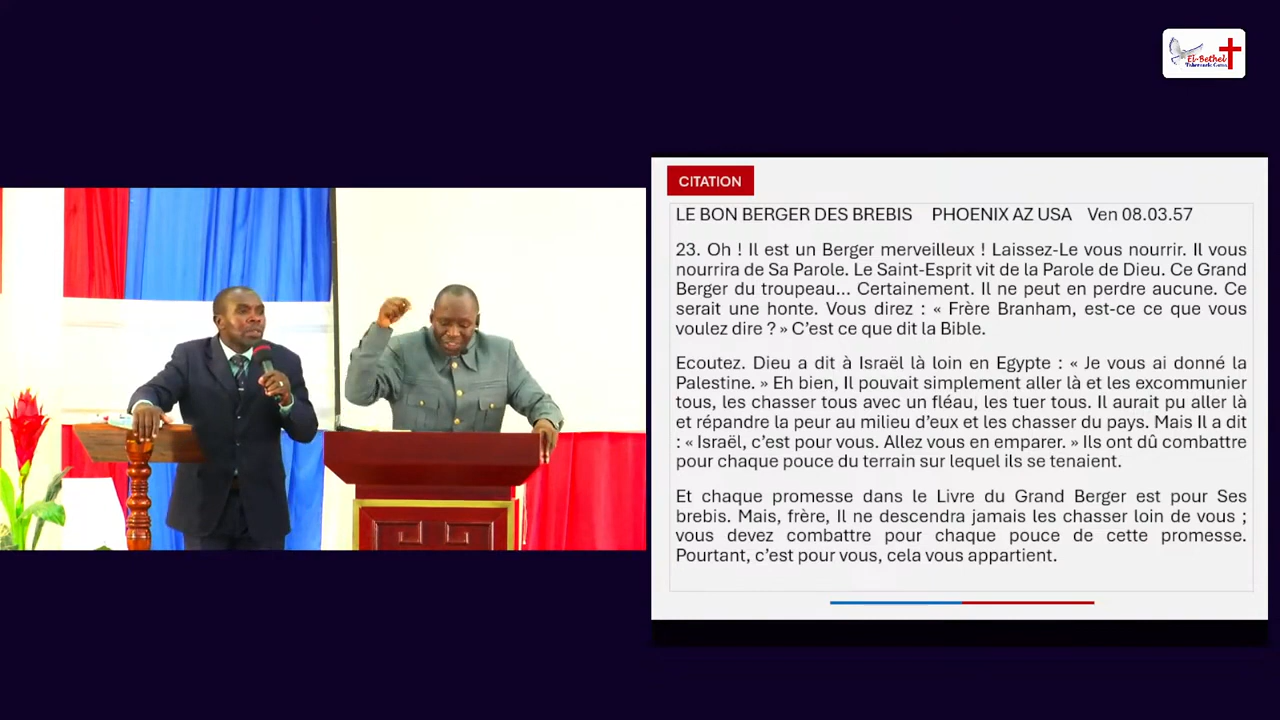 El-Bethel
Tabernacle Goma
CITATION
LE BON BERGER DES BREBIS PHOENIX AZ USA Ven 08.03.57
23. Oh ! Il est un Berger merveilleux ! Laissez-Le vous nourrir. Il vous
nourrira de Sa Parole. Le Saint-Esprit vit de la Parole de Dieu. Ce Grand
Berger du troupeau... Certainement. Il ne peut en perdre aucune. Ce
serait une honte. Vous direz : « Frère Branham, est-ce ce que vous
voulez dire ? » C’est ce que dit la Bible.
Ecoutez. Dieu a dit à Israël là loin en Egypte : « Je vous ai donné la
Palestine. » Eh bien, Il pouvait simplement aller là et les excommunier
tous, les chasser tous avec un fléau, les tuer tous. Il aurait pu aller là
et répandre la peur au milieu d’eux et les chasser du pays. Mais Il a dit
: « Israël, c’est pour vous. Allez vous en emparer. » Ils ont dû combattre
pour chaque pouce du terrain sur lequel ils se tenaient.
Et chaque promesse dans le Livre du Grand Berger est pour Ses
brebis. Mais, frère, Il ne descendra jamais les chasser loin de vous ;
vous devez combattre pour chaque pouce de cette promesse.
Pourtant, c’est pour vous, cela vous appartient.